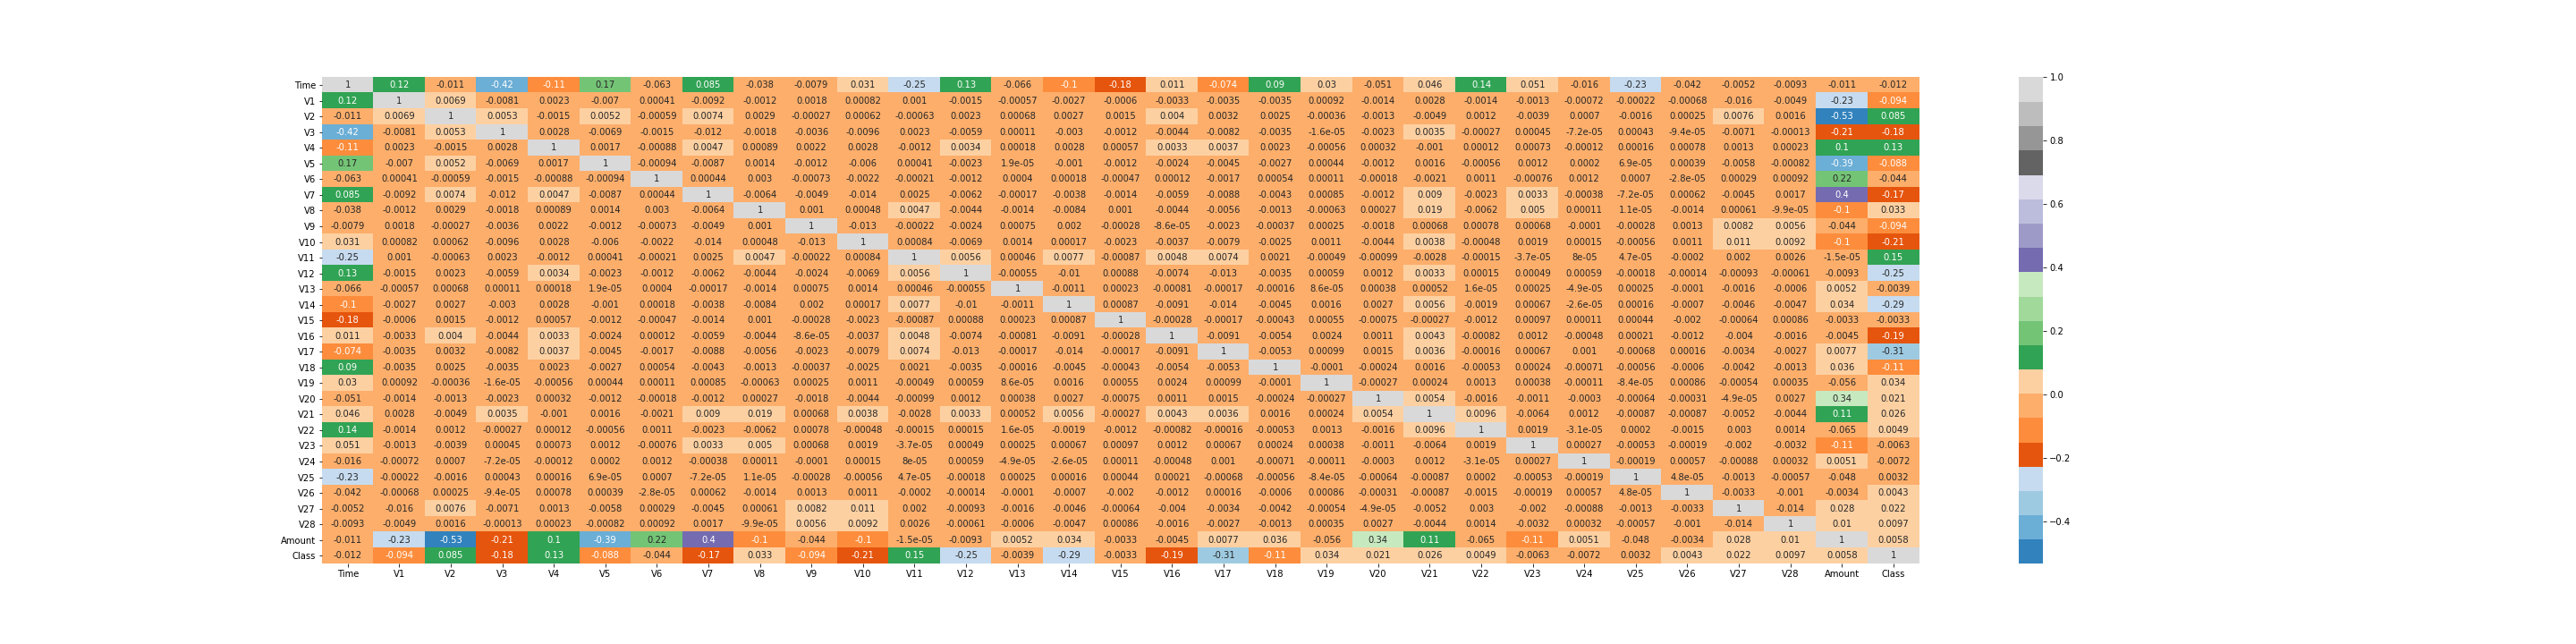 Time 1 0.12 -0.011 -0.42 -0.11 0.17 -0.063 0.085 -0.038 -0.0079 0.031 -0.25 0.13 -0.066 -0.1 -0.18 0.011 -0.074 0.09 0.03 -0.051 0.046 0.14 0.051 -0.016 -0.23 -0.042 -0.0052 -0.0093 -0.011 -0.012 1.0
V1 0.12 1 0.0069 -0.0081 0.0023 -0.007 0.00041 -0.0092 -0.0012 0.0018 0.00082 0.001 -0.0015 -0.00057 -0.0027 -0.0006 -0.0033 -0.0035 -0.0035 0.00092 -0.0014 0.0028 -0.0014 -0.0013 -0.00072 -0.00022 -0.00068 -0.016 -0.0049 -0.23 -0.094
V2 -0.011 0.0069 1 0.0053 -0.0015 0.0052 -0.00059 0.0074 0.0029 -0.00027 0.00062 -0.00063 0.0023 0.00068 0.0027 0.0015 0.004 0.0032 0.0025 -0.00036 -0.0013 -0.0049 0.0012 -0.0039 0.0007 -0.0016 0.00025 0.0076 0.0016 -0.53 0.085
V3 -0.42 -0.0081 0.0053 1 0.0028 -0.0069 -0.0015 -0.012 -0.0018 -0.0036 -0.0096 0.0023 -0.0059 0.00011 -0.003 -0.0012 -0.0044 -0.0082 -0.0035 -1.6e-05 -0.0023 0.0035 -0.00027 0.00045 -7.2e-05 0.00043 -9.4e-05 -0.0071 -0.00013 -0.21 -0.18
V4 -0.11 0.0023 -0.0015 0.0028 1 0.0017 -0.00088 0.0047 0.00089 0.0022 0.0028 -0.0012 0.0034 0.00018 0.0028 0.00057 0.0033 0.0037 0.0023 -0.00056 0.00032 -0.001 0.00012 0.00073 -0.00012 0.00016 0.00078 0.0013 0.00023 0.1 0.13 0.8
V5 0.17 -0.007 0.0052 -0.0069 0.0017 1 -0.00094 -0.0087 0.0014 -0.0012 -0.006 0.00041 -0.0023 1.9e-05 -0.001 -0.0012 -0.0024 -0.0045 -0.0027 0.00044 -0.0012 0.0016 -0.00056 0.0012 0.0002 6.9e-05 0.00039 -0.0058 -0.00082 -0.39 -0.088
V6 -0.063 0.00041 -0.00059 -0.0015 -0.00088 -0.00094 1 0.00044 0.003 -0.00073 -0.0022 -0.00021 -0.0012 0.0004 0.00018 -0.00047 0.00012 -0.0017 0.00054 0.00011 -0.00018 -0.0021 0.0011 -0.00076 0.0012 0.0007 -2.8e-05 0.00029 0.00092 0.22 -0.044
V7 0.085 -0.0092 0.0074 -0.012 0.0047 -0.0087 0.00044 1 -0.0064 -0.0049 -0.014 0.0025 -0.0062 -0.00017 -0.0038 -0.0014 -0.0059 -0.0088 -0.0043 0.00085 -0.0012 0.009 -0.0023 0.0033 -0.00038 -7.2e-05 0.00062 -0.0045 0.0017 0.4 -0.17
V8 -0.038 -0.0012 0.0029 -0.0018 0.00089 0.0014 0.003 -0.0064 1 0.001 0.00048 0.0047 -0.0044 -0.0014 -0.0084 0.001 -0.0044 -0.0056 -0.0013 -0.00063 0.00027 0.019 -0.0062 0.005 0.00011 1.1e-05 -0.0014 0.00061 -9.9e-05 -0.1 0.033 0.6
V9 -0.0079 0.0018 -0.00027 -0.0036 0.0022 -0.0012 -0.00073 -0.0049 0.001 1 -0.013 -0.00022 -0.0024 0.00075 0.002 -0.00028 -8.6e-05 -0.0023 -0.0037 0.00025 -0.0018 0.00068 0.00078 0.00068 -0.0001 -0.00028 0.0013 0.0082 0.0056 -0.044 -0.094
V10 0.031 0.00082 0.00062 -0.0096 0.0028 -0.006 -0.0022 -0.014 0.00048 -0.013 1 0.00084 -0.0069 0.0014 0.00017 -0.0023 -0.0037 -0.0079 -0.0025 0.0011 -0.0044 0.0038 -0.00048 0.0019 0.00015 -0.00056 0.0011 0.011 0.0092 -0.1 -0.21
V11 -0.25 0.001 -0.00063 0.0023 -0.0012 0.00041 -0.00021 0.0025 0.0047 -0.00022 0.00084 1 0.0056 0.00046 0.0077 -0.00087 0.0048 0.0074 0.0021 -0.00049 -0.00099 -0.0028 -0.00015 -3.7e-05 8e-05 4.7e-05 -0.0002 0.002 0.0026 -1.5e-05 0.15
V12 0.13 -0.0015 0.0023 -0.0059 0.0034 -0.0023 -0.0012 -0.0062 -0.0044 -0.0024 -0.0069 0.0056 1 -0.00055 -0.01 0.00088 -0.0074 -0.013 -0.0035 0.00059 0.0012 0.0033 0.00015 0.00049 0.00059 -0.00018 -0.00014 -0.00093 -0.00061 -0.0093 -0.25 0.4
V13 -0.066 -0.00057 0.00068 0.00011 0.00018 1.9e-05 0.0004 -0.00017 -0.0014 0.00075 0.0014 0.00046 -0.00055 1 -0.0011 0.00023 -0.00081 -0.00017 -0.00016 8.6e-05 0.00038 0.00052 1.6e-05 0.00025 -4.9e-05 0.00025 -0.0001 -0.0016 -0.0006 0.0052 -0.0039
V14 -0.1 -0.0027 0.0027 -0.003 0.0028 -0.001 0.00018 -0.0038 -0.0084 0.002 0.00017 0.0077 -0.01 -0.0011 1 0.00087 -0.0091 -0.014 -0.0045 0.0016 0.0027 0.0056 -0.0019 0.00067 -2.6e-05 0.00016 -0.0007 -0.0046 -0.0047 0.034 -0.29
V15 -0.18 -0.0006 0.0015 -0.0012 0.00057 -0.0012 -0.00047 -0.0014 0.001 -0.00028 -0.0023 -0.00087 0.00088 0.00023 0.00087 1 -0.00028 -0.00017 -0.00043 0.00055 -0.00075 -0.00027 -0.0012 0.00097 0.00011 0.00044 -0.002 -0.00064 0.00086 -0.0033 -0.0033
V16 0.011 -0.0033 0.004 -0.0044 0.0033 -0.0024 0.00012 -0.0059 -0.0044 -8.6e-05 -0.0037 0.0048 -0.0074 -0.00081 -0.0091 -0.00028 1 -0.0091 -0.0054 0.0024 0.0011 0.0043 -0.00082 0.0012 -0.00048 0.00021 -0.0012 -0.004 -0.0016 -0.0045 -0.19 0.2
V17 -0.074 -0.0035 0.0032 -0.0082 0.0037 -0.0045 -0.0017 -0.0088 -0.0056 -0.0023 -0.0079 0.0074 -0.013 -0.00017 -0.014 -0.00017 -0.0091 1 -0.0053 0.00099 0.0015 0.0036 -0.00016 0.00067 0.001 -0.00068 0.00016 -0.0034 -0.0027 0.0077 -0.31
V18 0.09 -0.0035 0.0025 -0.0035 0.0023 -0.0027 0.00054 -0.0043 -0.0013 -0.0037 -0.0025 0.0021 -0.0035 -0.00016 -0.0045 -0.00043 -0.0054 -0.0053 1 -0.0001 -0.00024 0.0016 -0.00053 0.00024 -0.00071 -0.00056 -0.0006 -0.0042 -0.0013 0.036 -0.11
V19 0.03 0.00092 -0.00036 -1.6e-05 -0.00056 0.00044 0.00011 0.00085 -0.00063 0.00025 0.0011 -0.00049 0.00059 8.6e-05 0.0016 0.00055 0.0024 0.00099 -0.0001 1 -0.00027 0.00024 0.0013 0.00038 -0.00011 -8.4e-05 0.00086 -0.00054 0.00035 -0.056 0.034
V20 -0.051 -0.0014 -0.0013 -0.0023 0.00032 -0.0012 -0.00018 -0.0012 0.00027 -0.0018 -0.0044 -0.00099 0.0012 0.00038 0.0027 -0.00075 0.0011 0.0015 -0.00024 -0.00027 1 0.0054 -0.0016 -0.0011 -0.0003 -0.00064 -0.00031 -4.9e-05 0.0027 0.34 0.021 0.0
V21 0.046 0.0028 -0.0049 0.0035 -0.001 0.0016 -0.0021 0.009 0.019 0.00068 0.0038 -0.0028 0.0033 0.00052 0.0056 -0.00027 0.0043 0.0036 0.0016 0.00024 0.0054 1 0.0096 -0.0064 0.0012 -0.00087 -0.00087 -0.0052 -0.0044 0.11 0.026
V22 0.14 -0.0014 0.0012 -0.00027 0.00012 -0.00056 0.0011 -0.0023 -0.0062 0.00078 -0.00048 -0.00015 0.00015 1.6e-05 -0.0019 -0.0012 -0.00082 -0.00016 -0.00053 0.0013 -0.0016 0.0096 1 0.0019 -3.1e-05 0.0002 -0.0015 0.003 0.0014 -0.065 0.0049
V23 0.051 -0.0013 -0.0039 0.00045 0.00073 0.0012 -0.00076 0.0033 0.005 0.00068 0.0019 -3.7e-05 0.00049 0.00025 0.00067 0.00097 0.0012 0.00067 0.00024 0.00038 -0.0011 -0.0064 0.0019 1 0.00027 -0.00053 -0.00019 -0.002 -0.0032 -0.11 -0.0063
V24 -0.016 -0.00072 0.0007 -7.2e-05 -0.00012 0.0002 0.0012 -0.00038 0.00011 -0.0001 0.00015 8e-05 0.00059 -4.9e-05 -2.6e-05 0.00011 -0.00048 0.001 -0.00071 -0.00011 -0.0003 0.0012 -3.1e-05 0.00027 1 -0.00019 0.00057 -0.00088 0.00032 0.0051 -0.0072 −0.2
V25 -0.23 -0.00022 -0.0016 0.00043 0.00016 6.9e-05 0.0007 -7.2e-05 1.1e-05 -0.00028 -0.00056 4.7e-05 -0.00018 0.00025 0.00016 0.00044 0.00021 -0.00068 -0.00056 -8.4e-05 -0.00064 -0.00087 0.0002 -0.00053 -0.00019 1 4.8e-05 -0.0013 -0.00057 -0.048 0.0032
V26 -0.042 -0.00068 0.00025 -9.4e-05 0.00078 0.00039 -2.8e-05 0.00062 -0.0014 0.0013 0.0011 -0.0002 -0.00014 -0.0001 -0.0007 -0.002 -0.0012 0.00016 -0.0006 0.00086 -0.00031 -0.00087 -0.0015 -0.00019 0.00057 4.8e-05 1 -0.0033 -0.001 -0.0034 0.0043
V27 -0.0052 -0.016 0.0076 -0.0071 0.0013 -0.0058 0.00029 -0.0045 0.00061 0.0082 0.011 0.002 -0.00093 -0.0016 -0.0046 -0.00064 -0.004 -0.0034 -0.0042 -0.00054 -4.9e-05 -0.0052 0.003 -0.002 -0.00088 -0.0013 -0.0033 1 -0.014 0.028 0.022
V28 -0.0093 -0.0049 0.0016 -0.00013 0.00023 -0.00082 0.00092 0.0017 -9.9e-05 0.0056 0.0092 0.0026 -0.00061 -0.0006 -0.0047 0.00086 -0.0016 -0.0027 -0.0013 0.00035 0.0027 -0.0044 0.0014 -0.0032 0.00032 -0.00057 -0.001 -0.014 1 0.01 0.0097 −0.4
Amount -0.011 -0.23 -0.53 -0.21 0.1 -0.39 0.22 0.4 -0.1 -0.044 -0.1 -1.5e-05 -0.0093 0.0052 0.034 -0.0033 -0.0045 0.0077 0.036 -0.056 0.34 0.11 -0.065 -0.11 0.0051 -0.048 -0.0034 0.028 0.01 1 0.0058
Class -0.012 -0.094 0.085 -0.18 0.13 -0.088 -0.044 -0.17 0.033 -0.094 -0.21 0.15 -0.25 -0.0039 -0.29 -0.0033 -0.19 -0.31 -0.11 0.034 0.021 0.026 0.0049 -0.0063 -0.0072 0.0032 0.0043 0.022 0.0097 0.0058 1
Time V1 V2 V3 V4 V5 V6 V7 V8 V9 V10 V11 V12 V13 V14 V15 V16 V17 V18 V19 V20 V21 V22 V23 V24 V25 V26 V27 V28 Amount Class